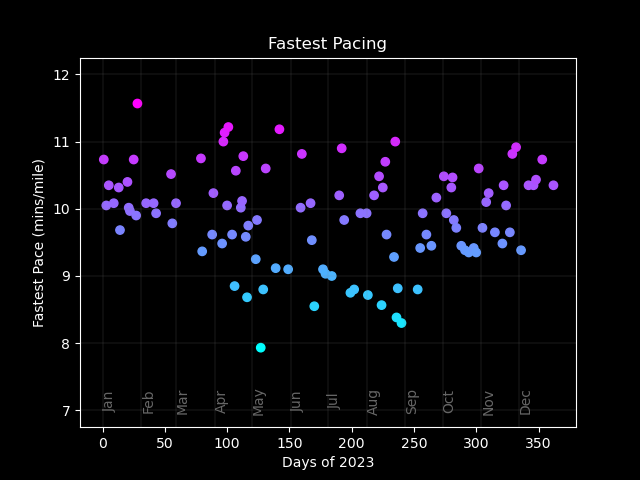 Fastest Pacing
Fastest Pace (mins/mile)
12
11
10
9
8
7
Jan Feb Mar Apr May Jun Jul Aug Sep Oct Nov Dec
0 50 100 150 200 250 300 350
Days of 2023